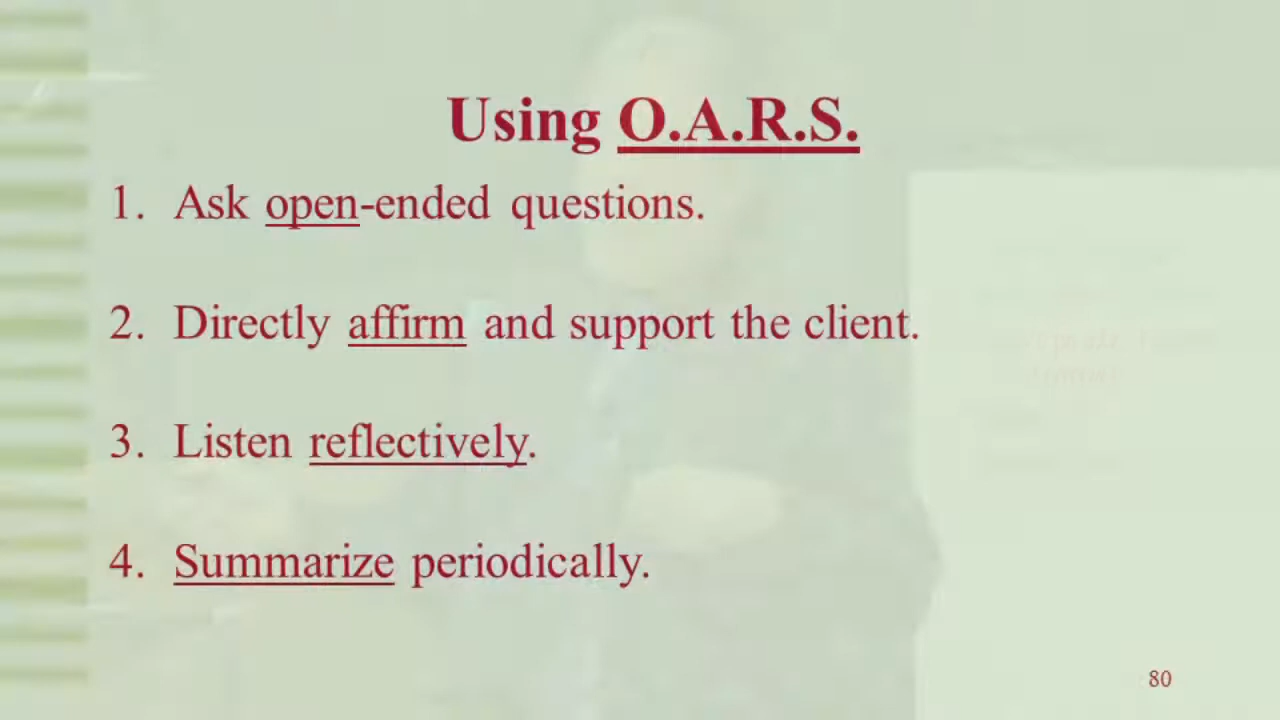 Using O.A.R.S.
1. Ask open-ended questions.
2. Directly affirm and support the client.
3. Listen reflectively.
4. Summarize periodically.
80